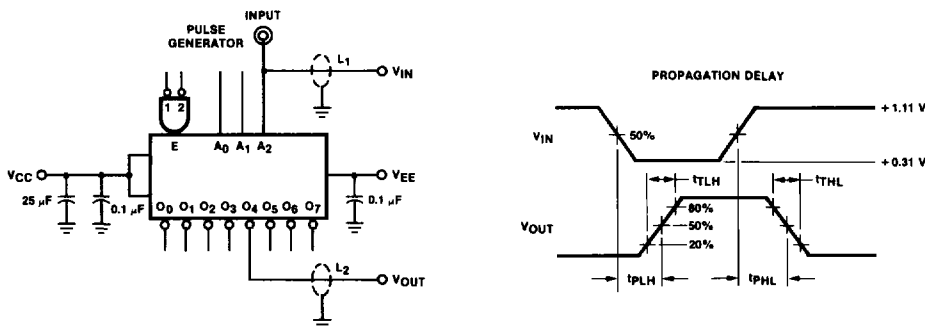 INPUT
PULSE
GENERATOR
L1
VIN
1 2
E A0 A1 A2
VCC
VEE
25 µF
0.1 µF
0.1 µF
O0 O1 O2 O3 O4 O5 O6 O7
L2
VOUT
PROPAGATION DELAY
+1.11 V
VIN
50%
+0.31 V
tTLH
tTHL
80%
VOUT
50%
20%
tPLH
tPHL